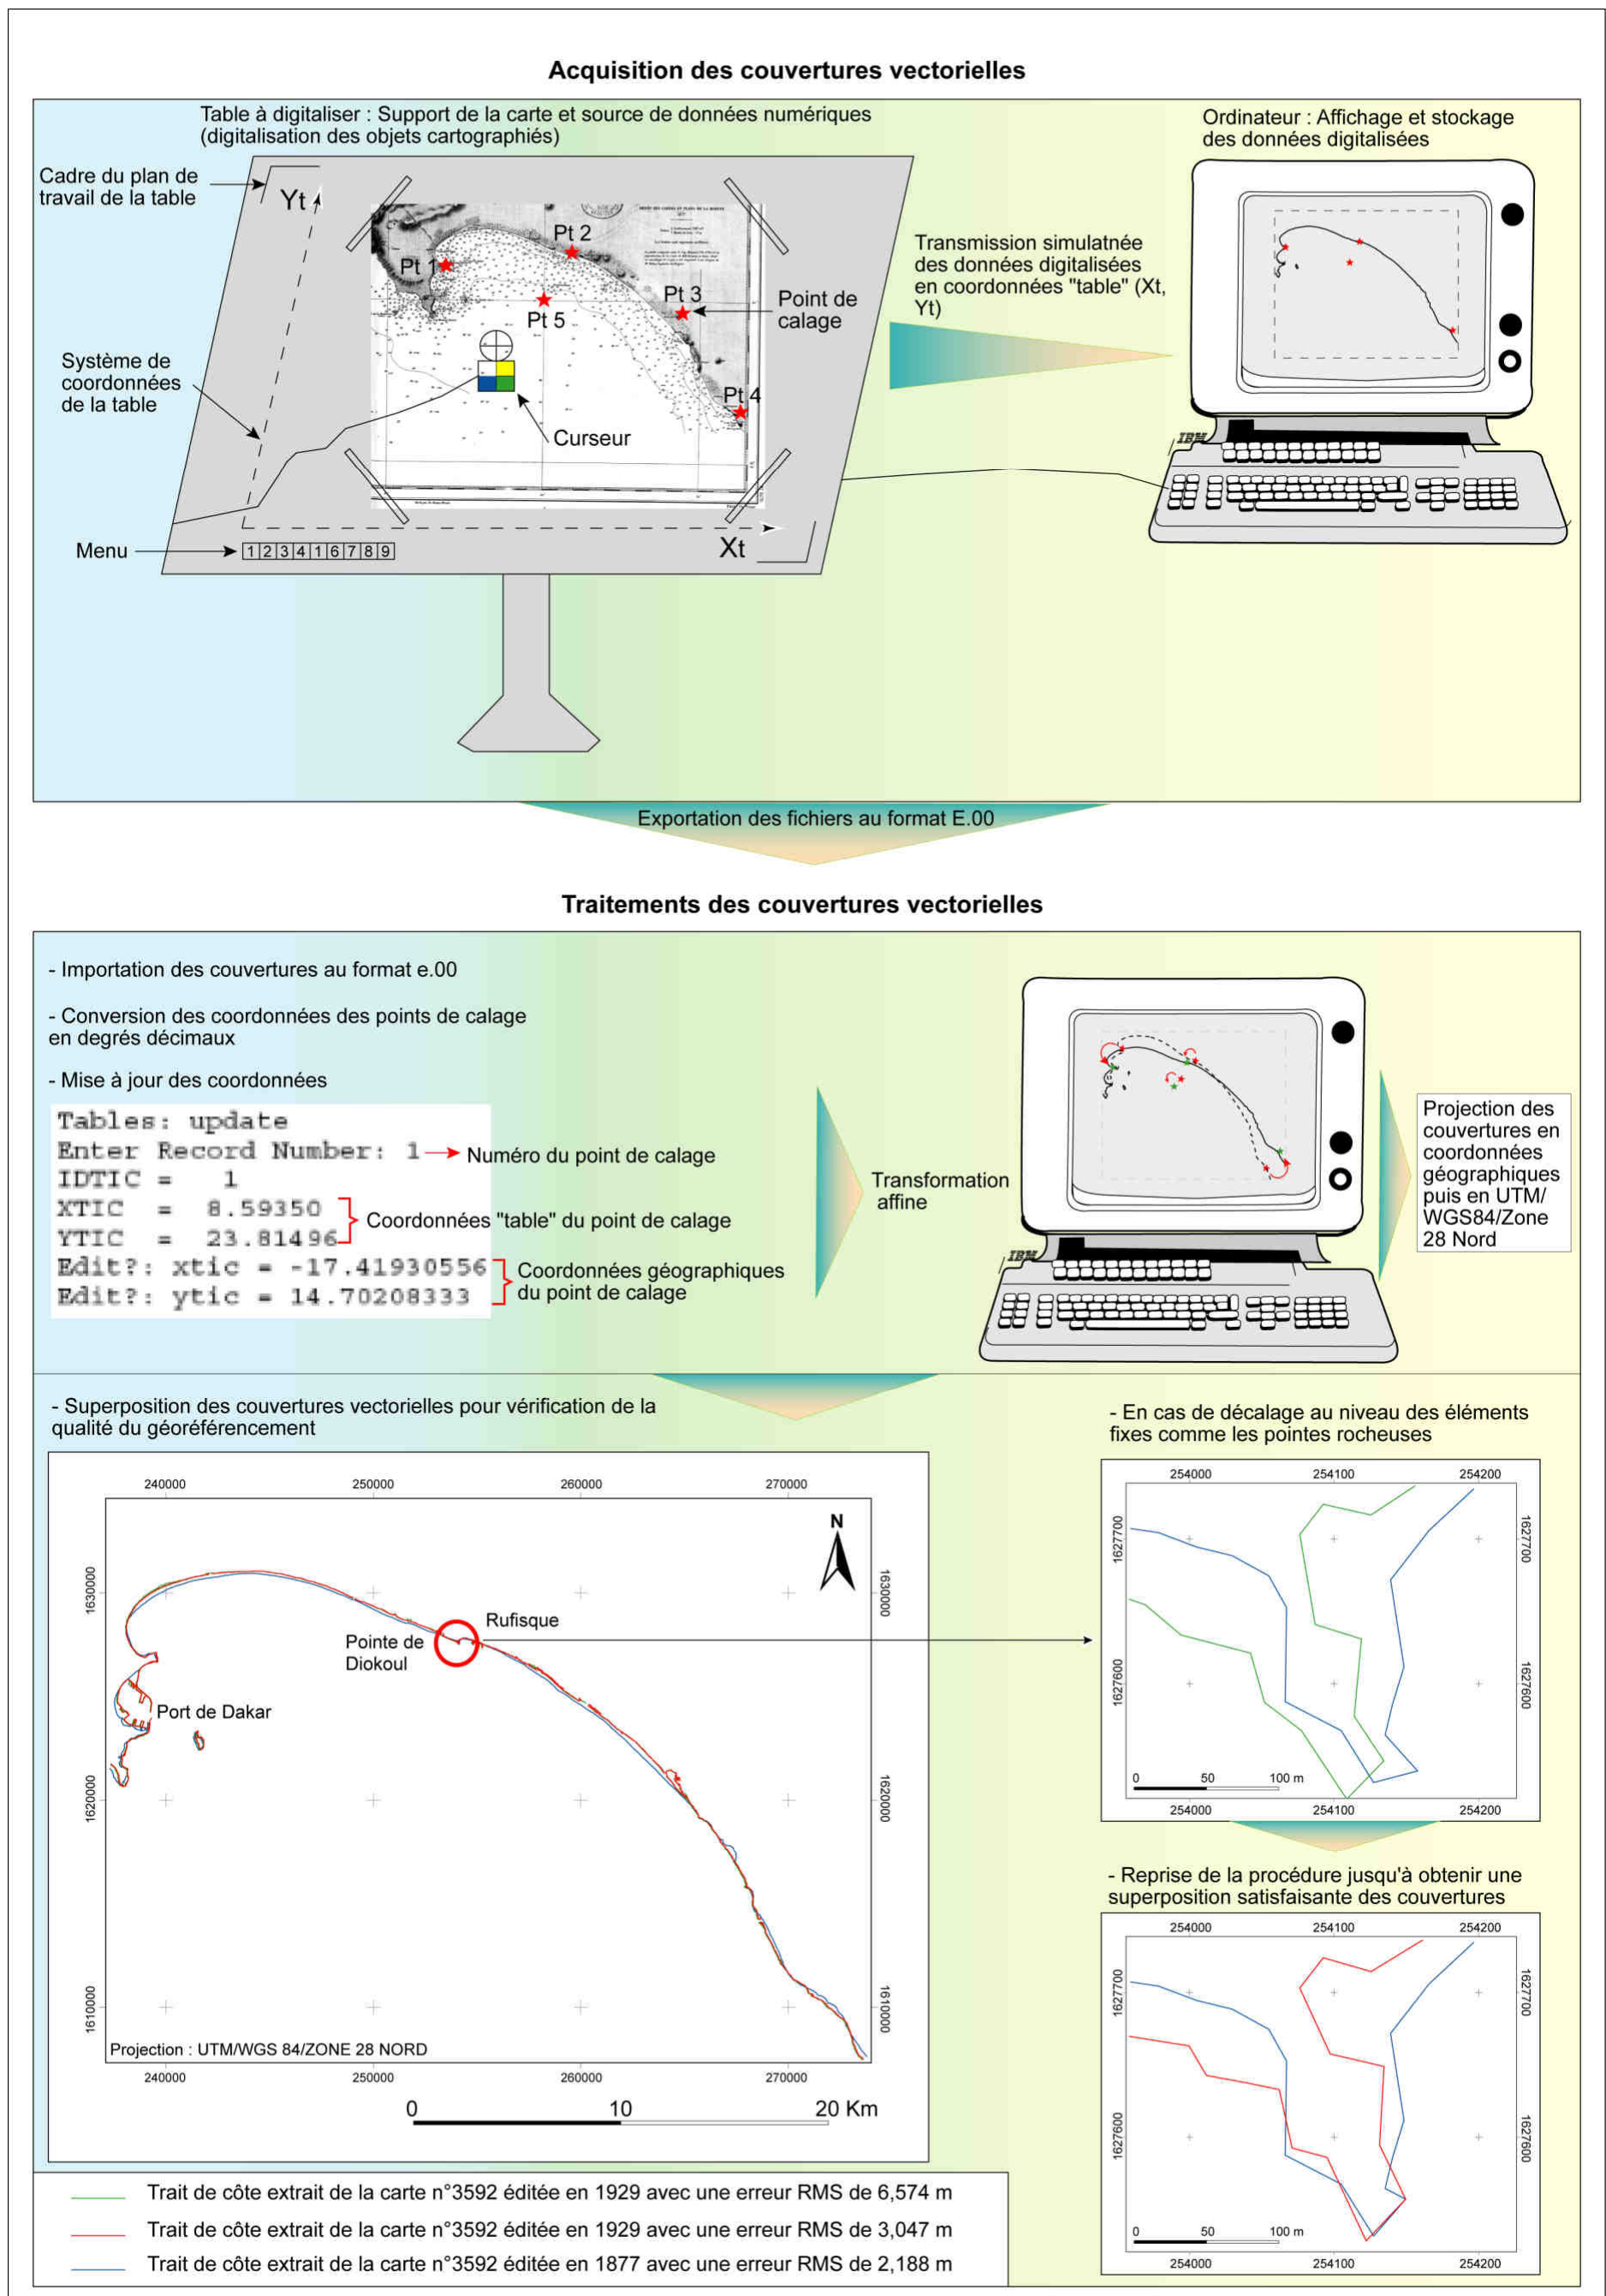 Acquisition des couvertures vectorielles
Table à digitaliser : Support de la carte et source de données numériques
(digitalisation des objets cartographiés)
Ordinateur : Affichage et stockage
des données digitalisées
Cadre du plan de
travail de la table
Yt
Pt 1
Pt 2
Pt 3
Pt 4
Pt 5
Point de
calage
Transmission simulatnée
des données digitalisées
en coordonnées "table" (Xt,
Yt)
Système de
coordonnées
de la table
Curseur
IBM
Menu
1 2 3 4 1 6 7 8 9
Xt
Exportation des fichiers au format E.00
Traitements des couvertures vectorielles
- Importation des couvertures au format e.00
- Conversion des coordonnées des points de calage
en degrés décimaux
- Mise à jour des coordonnées
Tables: update
Enter Record Number: 1
Numéro du point de calage
IDTIC = 1
XTIC = 8.59350
YTIC = 23.81496
Coordonnées "table" du point de calage
Edit?: xtic = -17.41930556
Edit?: ytic = 14.70208333
Coordonnées géographiques
du point de calage
Transformation
affine
IBM
Projection des
couvertures en
coordonnées
géographiques
puis en UTM/
WGS84/Zone
28 Nord
- Superposition des couvertures vectorielles pour vérification de la
qualité du géoréférencement
240000 250000 260000 270000
N
1630000
1630000
Rufisque
Pointe de
Diokoul
Port de Dakar
1620000
1620000
1610000
1610000
Projection : UTM/WGS 84/ZONE 28 NORD
240000 250000 260000 270000
0 10 20 Km
- En cas de décalage au niveau des éléments
fixes comme les pointes rocheuses
254000 254100 254200
1627700
1627700
1627600
1627600
0 50 100 m
254000 254100 254200
- Reprise de la procédure jusqu'à obtenir une
superposition satisfaisante des couvertures
254000 254100 254200
1627700
1627700
1627600
1627600
0 50 100 m
254000 254100 254200
Trait de côte extrait de la carte n°3592 éditée en 1929 avec une erreur RMS de 6,574 m
Trait de côte extrait de la carte n°3592 éditée en 1929 avec une erreur RMS de 3,047 m
Trait de côte extrait de la carte n°3592 éditée en 1877 avec une erreur RMS de 2,188 m